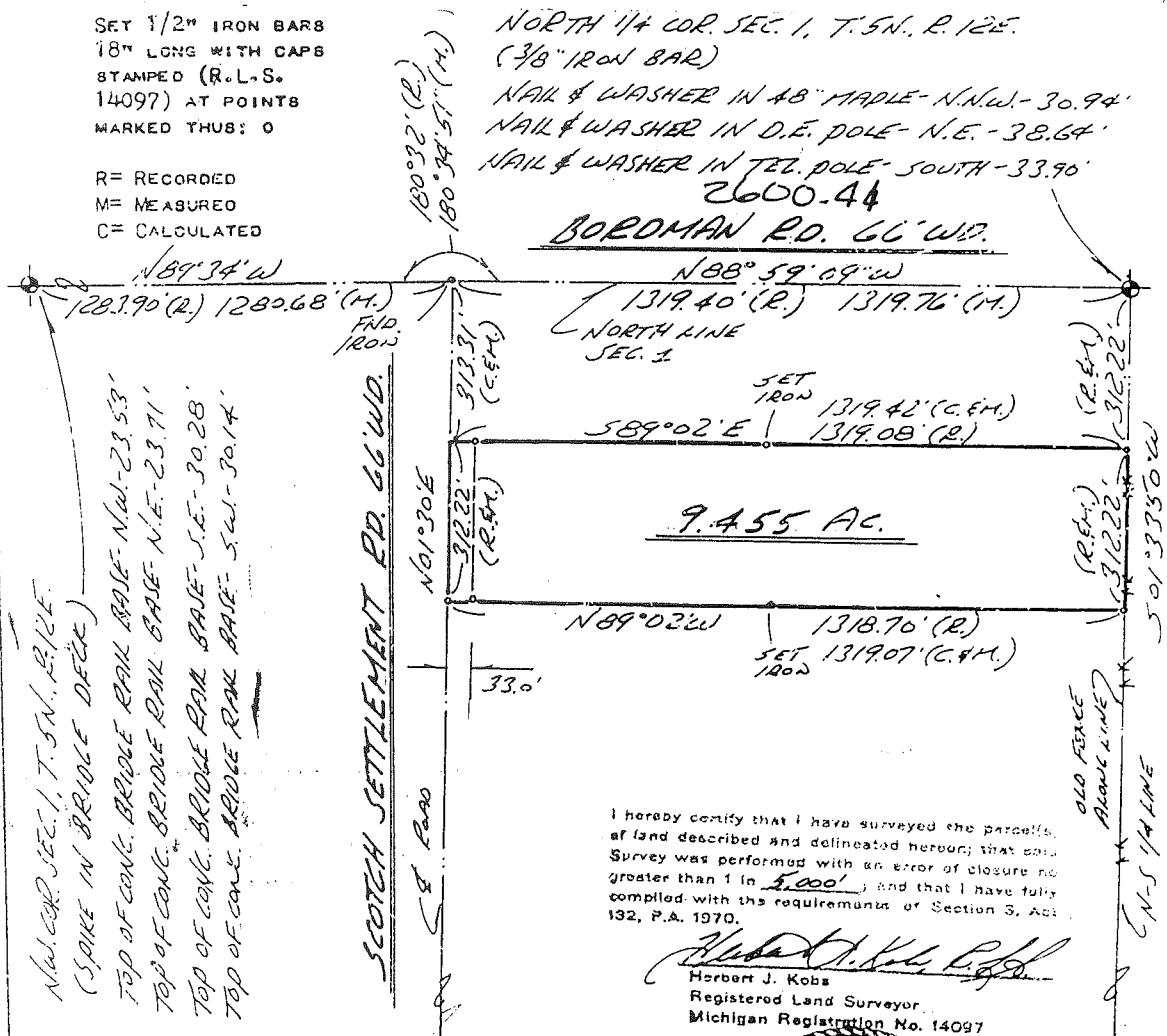 SET 1/2" IRON BARS
18" LONG WITH CAPS
STAMPED (R.L.S.
14097) AT POINTS
MARKED THUS: O
R= RECORDED
M= MEASURED
C= CALCULATED
NORTH 1/4 COR. SEC. 1, T.5N., R.12E.
(3/8" IRON BAR)
NAIL & WASHER IN 48" MAPLE - N.N.W. - 30.94'
NAIL & WASHER IN D.E. POLE - N.E. - 38.64'
NAIL & WASHER IN TEL. POLE - SOUTH - 33.90'
2600.44
BORDMAN RD. 66' WD.
180°32' (R.)
180°34'51" (M.)
N89°34'W
1283.90' (R.) 1280.68' (M.)
N88°59'09"W
1319.40' (R.) 1319.76' (M.)
FND.
IRON
NORTH LINE
SEC. 1
313.31'
(C.&M.)
312.22'
(R.&M.)
SET
IRON
1319.42' (C.&M.)
S89°02'E
1319.08' (R.)
N01°30'E
312.22'
(R.&M.)
9.455 AC.
312.22'
(R.&M.)
S01°33'50"W
N89°02'W
1318.70' (R.)
SET
IRON
1319.07' (C.&M.)
33.0'
SCOTCH SETTLEMENT RD. 66' WD.
℄ ROAD
N.W. COR. SEC. 1, T.5N., R.12E.
(SPIKE IN BRIDGE DECK)
TOP OF CONC. BRIDGE RAIL BASE - N.W. - 23.53'
TOP OF CONC. BRIDGE RAIL BASE - N.E. - 23.71'
TOP OF CONC. BRIDGE RAIL BASE - S.E. - 30.28'
TOP OF CONC. BRIDGE RAIL BASE - S.W. - 30.14'
OLD FENCE
ALONG LINE
N-S 1/4 LINE
I hereby certify that I have surveyed the parcel(s)
of land described and delineated hereon; that said
Survey was performed with an error of closure no
greater than 1 in 5,000'; and that I have fully
complied with the requirements of Section 3, Act
132, P.A. 1970.
Herbert J. Kobs, R.L.S.
Herbert J. Kobs
Registered Land Surveyor
Michigan Registration No. 14097